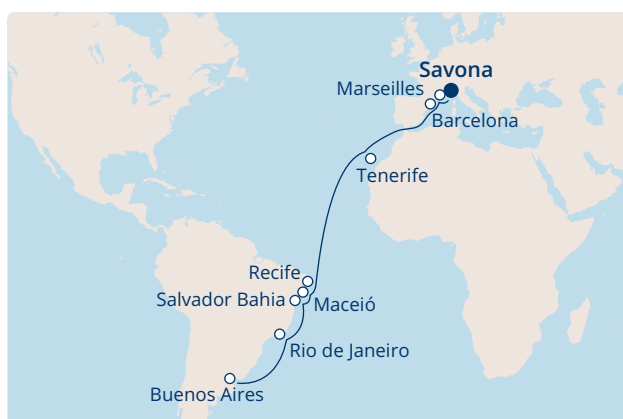 Savona
Marseilles
Barcelona
Tenerife
Recife
Salvador Bahia
Maceió
Rio de Janeiro
Buenos Aires